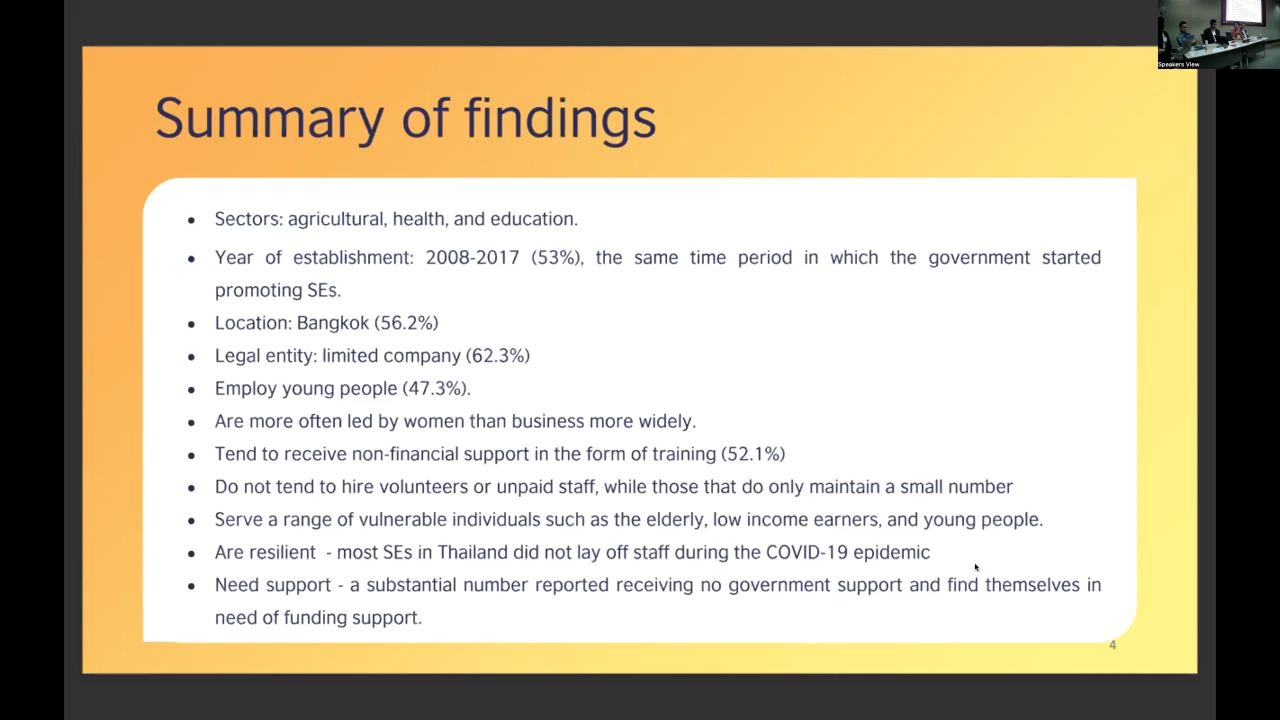 Speakers View
Summary of findings
• Sectors: agricultural, health, and education.
• Year of establishment: 2008-2017 (53%), the same time period in which the government started
promoting SEs.
• Location: Bangkok (56.2%)
• Legal entity: limited company (62.3%)
• Employ young people (47.3%).
• Are more often led by women than business more widely.
• Tend to receive non-financial support in the form of training (52.1%)
• Do not tend to hire volunteers or unpaid staff, while those that do only maintain a small number
• Serve a range of vulnerable individuals such as the elderly, low income earners, and young people.
• Are resilient - most SEs in Thailand did not lay off staff during the COVID-19 epidemic
• Need support - a substantial number reported receiving no government support and find themselves in
need of funding support.
4